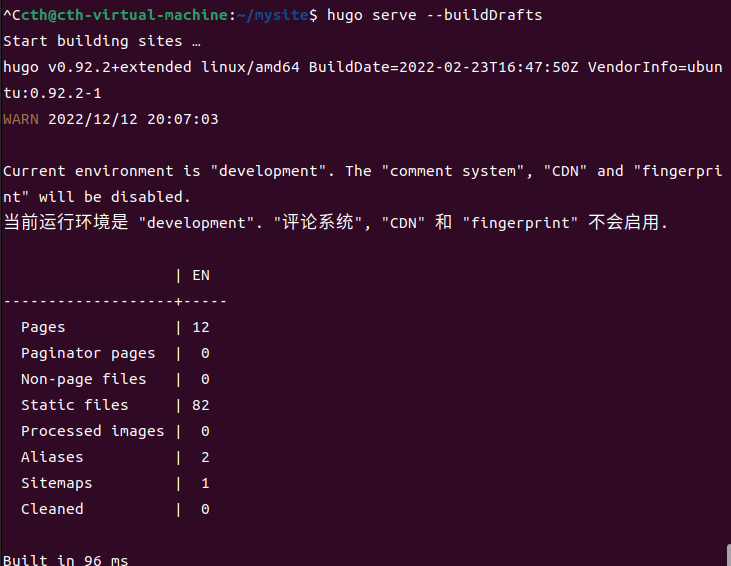 ^Ccth@cth-virtual-machine:~/mysite$ hugo serve --buildDrafts
Start building sites …
hugo v0.92.2+extended linux/amd64 BuildDate=2022-02-23T16:47:50Z VendorInfo=ubun
tu:0.92.2-1
WARN 2022/12/12 20:07:03
Current environment is "development". The "comment system", "CDN" and "fingerpri
nt" will be disabled.
当前运行环境是 "development". "评论系统", "CDN" 和 "fingerprint" 不会启用.
                   | EN
-------------------+-----
  Pages            | 12
  Paginator pages  |  0
  Non-page files   |  0
  Static files     | 82
  Processed images |  0
  Aliases          |  2
  Sitemaps         |  1
  Cleaned          |  0
Built in 96 ms